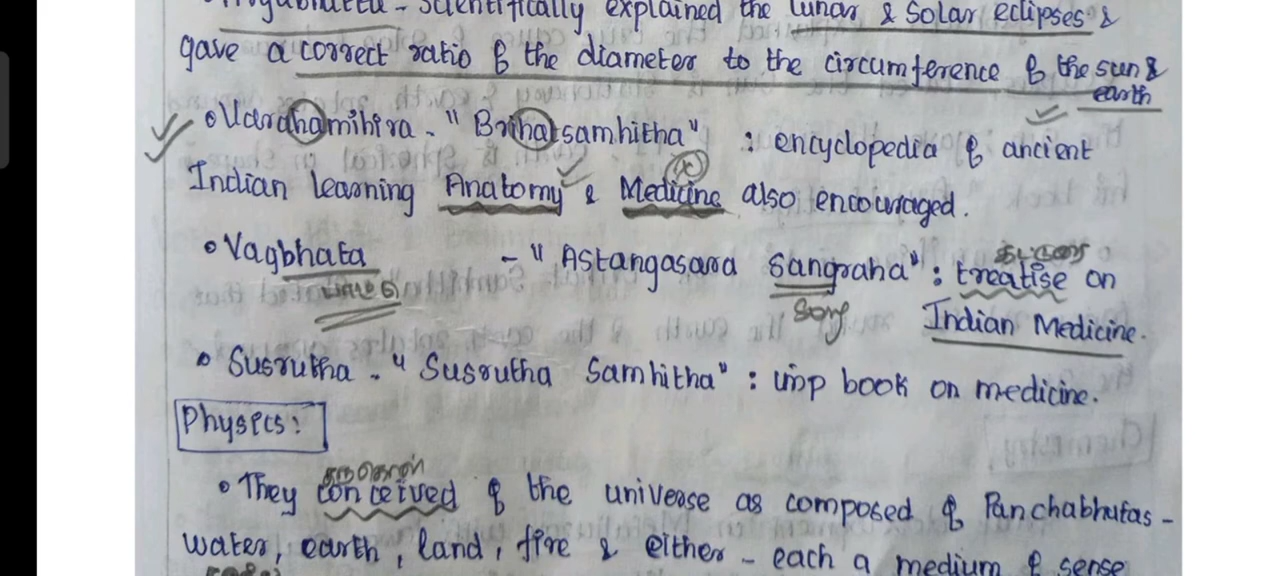 - Scientifically explained the lunar & Solar eclipses &
gave a correct ratio of the diameter to the circumference of the sun &
earth
• Varahamihira - "Brihatsamhitha" : encyclopedia of ancient
Indian learning Anatomy & Medicine also encouraged.
• Vagbhata - "Astangasara Sangraha" : treatise on
Indian Medicine.
• Susrutha - "Susrutha Samhitha" : imp book on medicine.
Physics:
• They conceived of the universe as composed of Panchabhutas -
water, earth, land, fire & either - each a medium of sense